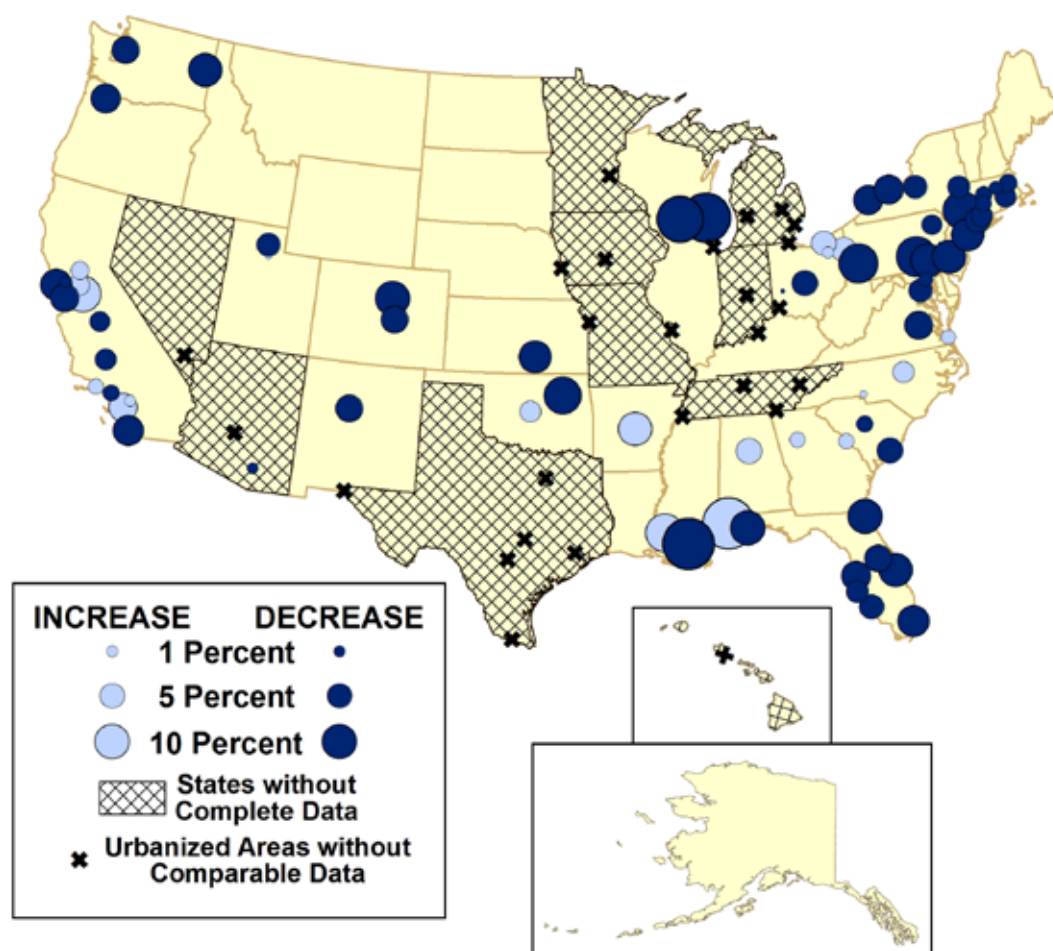 INCREASE DECREASE
1 Percent
5 Percent
10 Percent
States without
Complete Data
Urbanized Areas without
Comparable Data